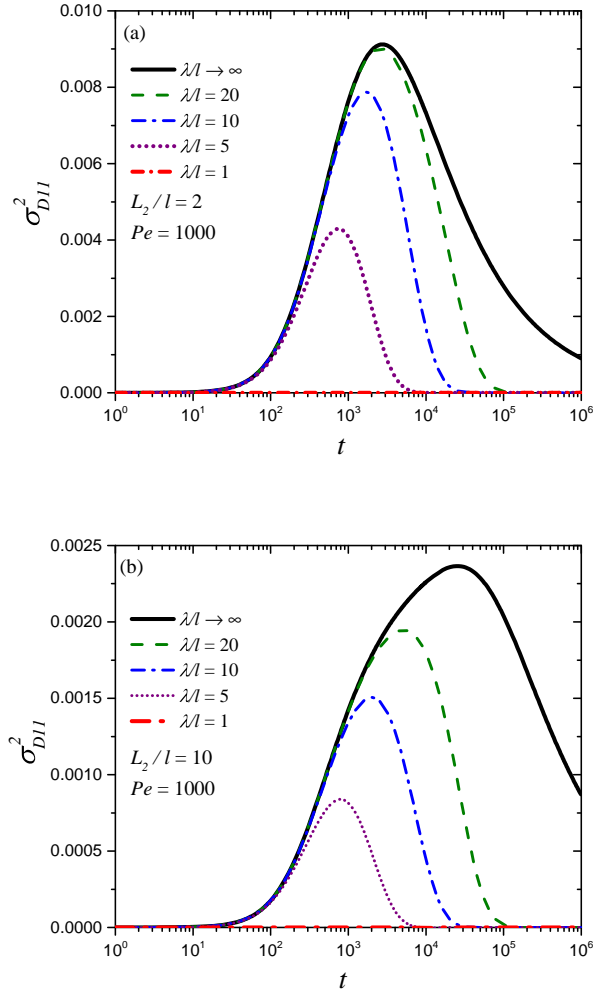 (a)
λ/l → ∞
λ/l = 20
λ/l = 10
λ/l = 5
λ/l = 1
L₂ / l = 2
Pe = 1000
σ²_D11
0.010
0.008
0.006
0.004
0.002
0.000
10⁰ 10¹ 10² 10³ 10⁴ 10⁵ 10⁶
t
(b)
λ/l → ∞
λ/l = 20
λ/l = 10
λ/l = 5
λ/l = 1
L₂ / l = 10
Pe = 1000
σ²_D11
0.0025
0.0020
0.0015
0.0010
0.0005
0.0000
10⁰ 10¹ 10² 10³ 10⁴ 10⁵ 10⁶
t